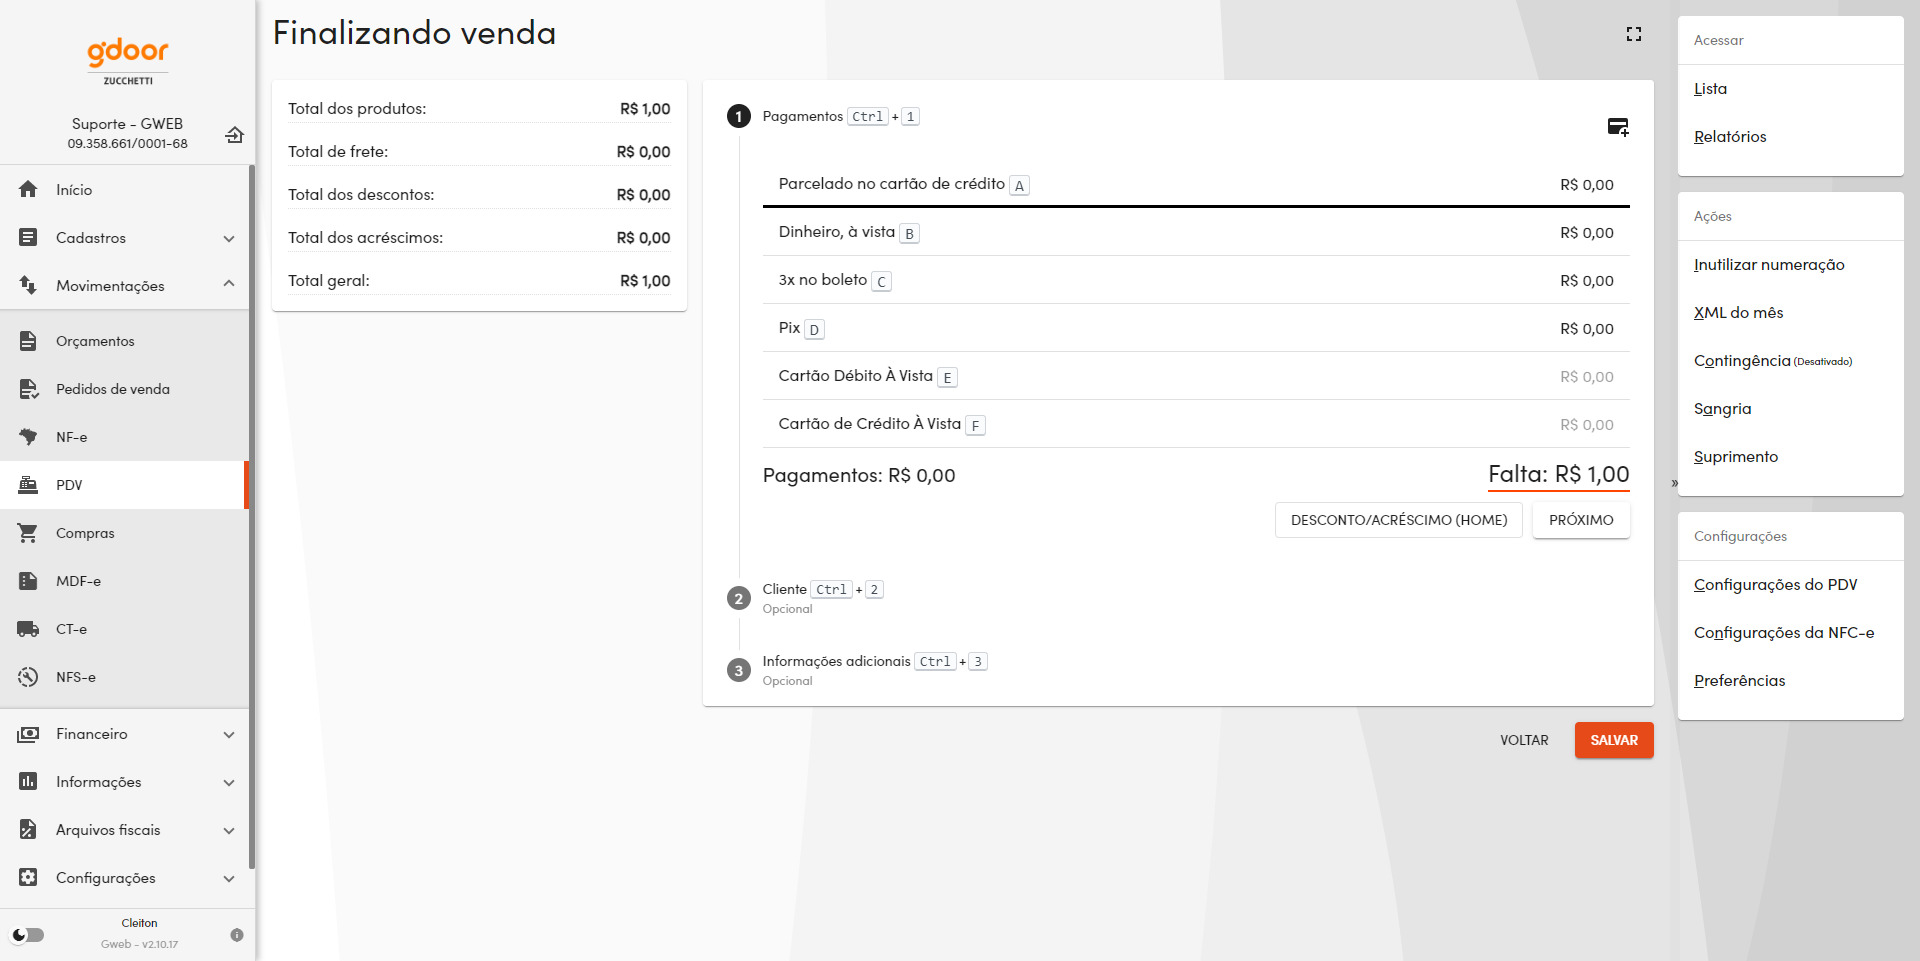 gdoor
ZUCCHETTI
Suporte - GWEB
09.358.661/0001-68
Início
Cadastros
Movimentações
Orçamentos
Pedidos de venda
NF-e
PDV
Compras
MDF-e
CT-e
NFS-e
Financeiro
Informações
Arquivos fiscais
Configurações
Cleiton
Gweb - v2.10.17
Finalizando venda
Total dos produtos: R$ 1,00
Total de frete: R$ 0,00
Total dos descontos: R$ 0,00
Total dos acréscimos: R$ 0,00
Total geral: R$ 1,00
1 Pagamentos Ctrl + 1
Parcelado no cartão de crédito A R$ 0,00
Dinheiro, à vista B R$ 0,00
3x no boleto C R$ 0,00
Pix D R$ 0,00
Cartão Débito À Vista E R$ 0,00
Cartão de Crédito À Vista F R$ 0,00
Pagamentos: R$ 0,00 Falta: R$ 1,00
DESCONTO/ACRÉSCIMO (HOME) PRÓXIMO
2 Cliente Ctrl + 2
Opcional
3 Informações adicionais Ctrl + 3
Opcional
VOLTAR SALVAR
»
Acessar
Lista
Relatórios
Ações
Inutilizar numeração
XML do mês
Contingência (Desativado)
Sangria
Suprimento
Configurações
Configurações do PDV
Configurações da NFC-e
Preferências